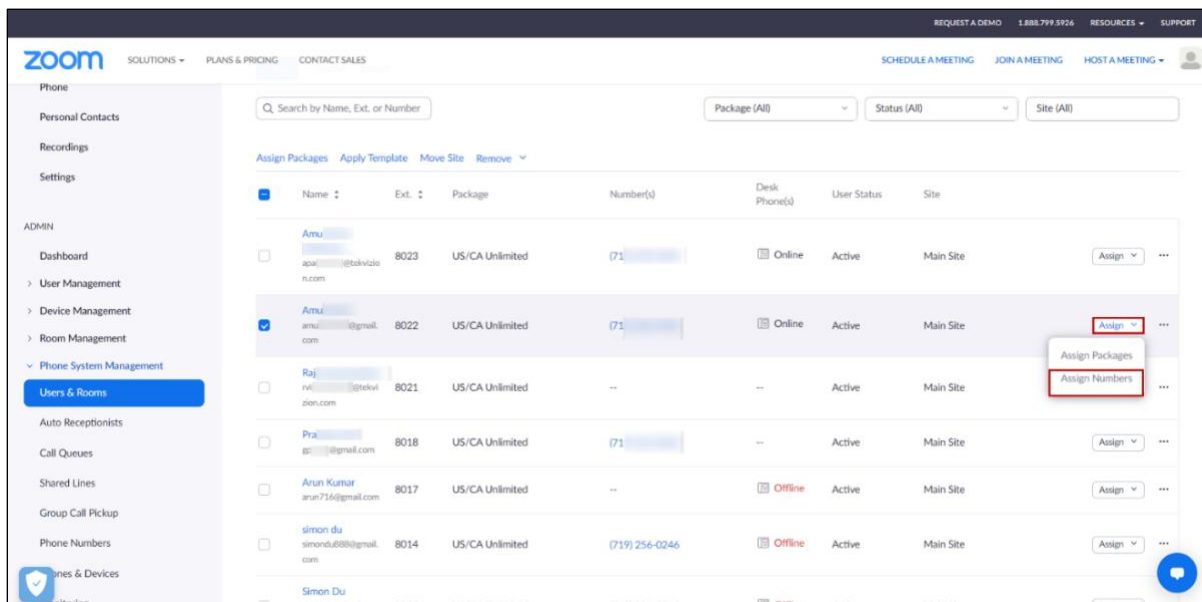 REQUEST A DEMO 1.888.799.5926 RESOURCES SUPPORT
zoom SOLUTIONS PLANS & PRICING CONTACT SALES SCHEDULE A MEETING JOIN A MEETING HOST A MEETING
Phone
Personal Contacts
Recordings
Settings
ADMIN
Dashboard
User Management
Device Management
Room Management
Phone System Management
Users & Rooms
Auto Receptionists
Call Queues
Shared Lines
Group Call Pickup
Phone Numbers
& Devices
Search by Name, Ext. or Number Package (All) Status (All) Site (All)
Assign Packages Apply Template Move Site Remove
Name Ext. Package Number(s) Desk Phone(s) User Status Site
Amu
apa @tekvizio
n.com
8023 US/CA Unlimited (71 Online Active Main Site Assign ...
Amu
amu @gmail.
com
8022 US/CA Unlimited (71 Online Active Main Site Assign ...
Assign Packages
Assign Numbers
Raj
rvi @tekvi
zion.com
8021 US/CA Unlimited -- -- Active Main Site ...
Pra
@gmail.com
8018 US/CA Unlimited (71 -- Active Main Site Assign ...
Arun Kumar
arun716@gmail.com
8017 US/CA Unlimited -- Offline Active Main Site Assign ...
simon du
simondu888@gmail.
com
8014 US/CA Unlimited (719) 256-0246 Offline Active Main Site Assign ...
Simon Du